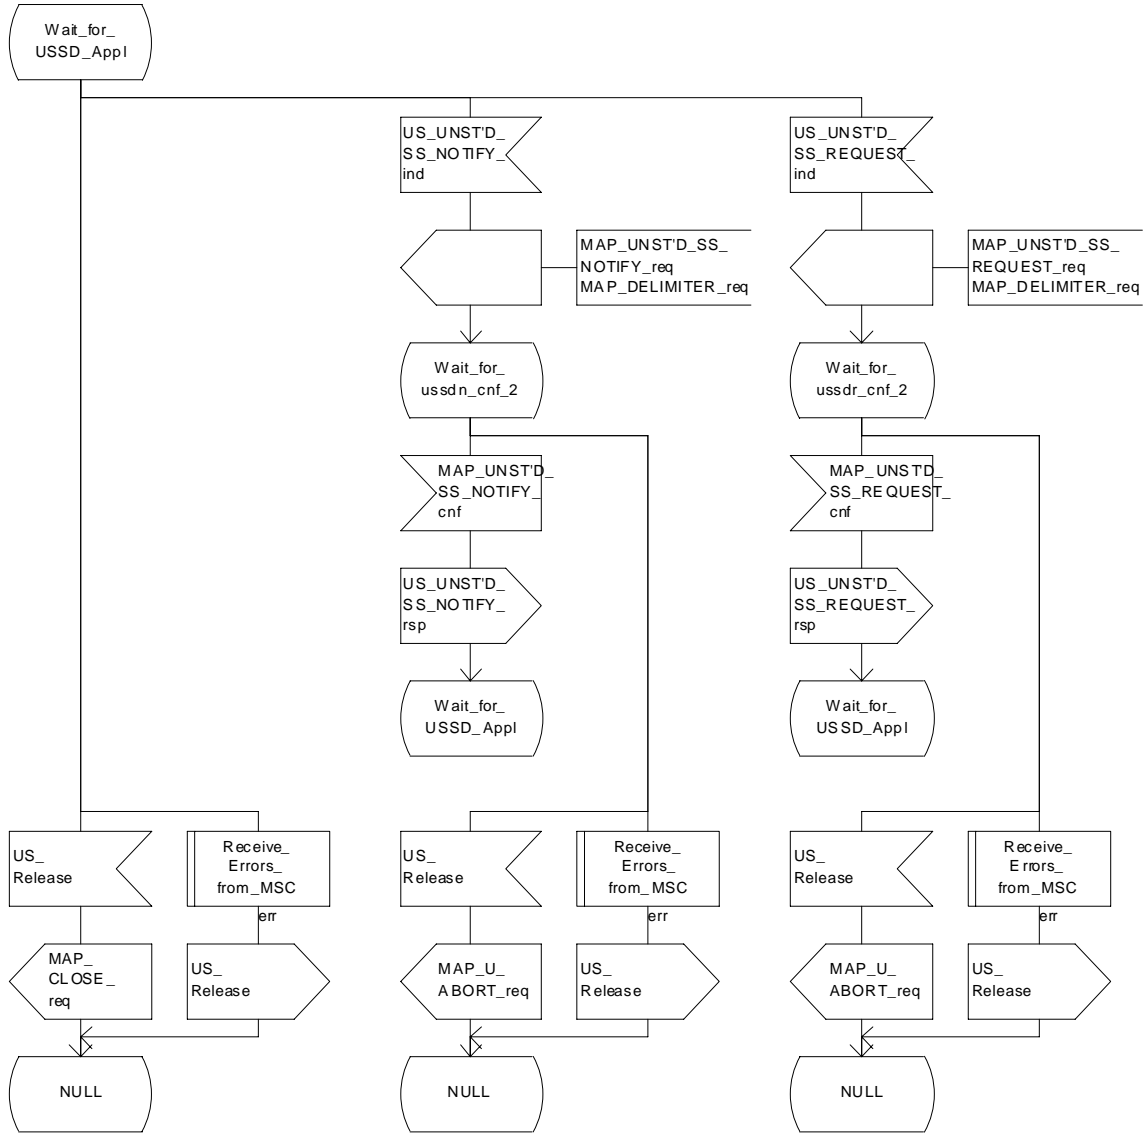 Wait_for_
USSD_Appl
US_UNST'D_
SS_NOTIFY_
ind
US_UNST'D_
SS_REQUEST_
ind
MAP_UNST'D_SS_
NOTIFY_req
MAP_DELIMITER_req
MAP_UNST'D_SS_
REQUEST_req
MAP_DELIMITER_req
Wait_for_
ussdn_cnf_2
Wait_for_
ussdr_cnf_2
MAP_UNST'D_
SS_NOTIFY_
cnf
MAP_UNST'D_
SS_REQUEST_
cnf
US_UNST'D_
SS_NOTIFY_
rsp
US_UNST'D_
SS_REQUEST_
rsp
Wait_for_
USSD_Appl
Wait_for_
USSD_Appl
US_
Release
Receive_
Errors_
from_MSC
err
US_
Release
Receive_
Errors_
from_MSC
err
US_
Release
Receive_
Errors_
from_MSC
err
MAP_
CLOSE_
req
US_
Release
MAP_U_
ABORT_req
US_
Release
MAP_U_
ABORT_req
US_
Release
NULL
NULL
NULL